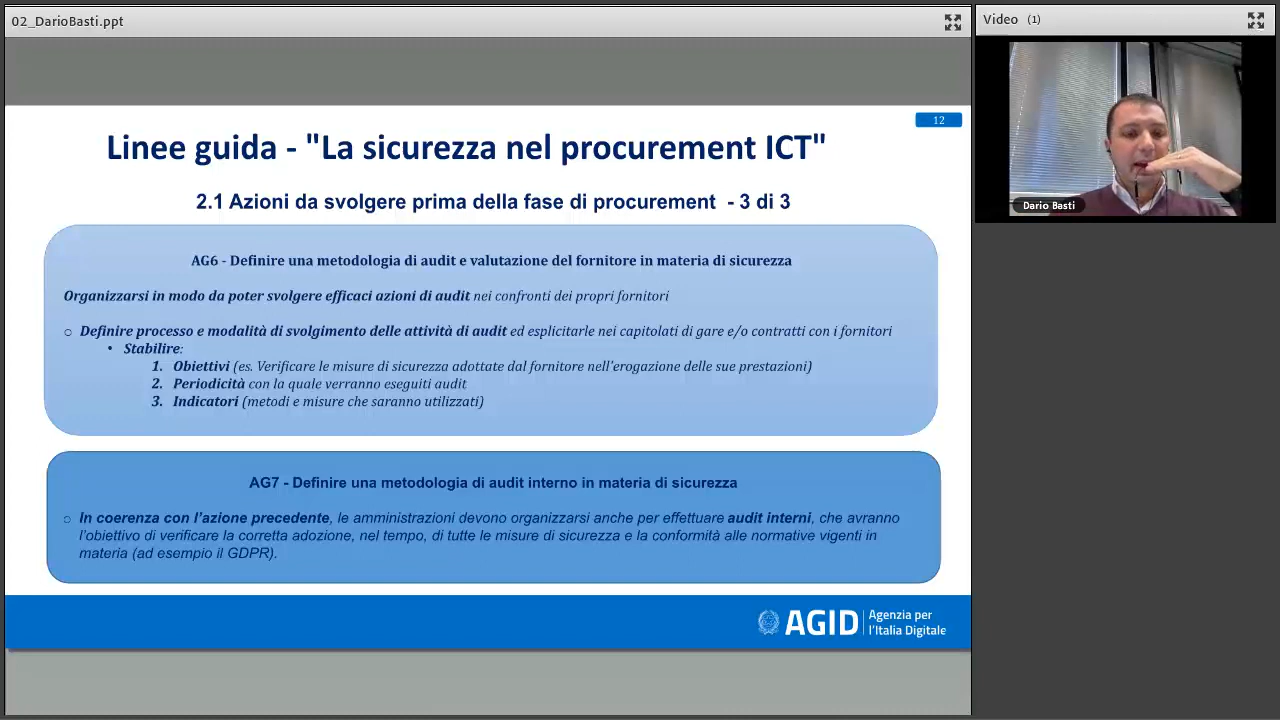 02_DarioBasti.ppt
Video (1)
Dario Basti
12
Linee guida - "La sicurezza nel procurement ICT"
2.1 Azioni da svolgere prima della fase di procurement - 3 di 3
AG6 - Definire una metodologia di audit e valutazione del fornitore in materia di sicurezza
Organizzarsi in modo da poter svolgere efficaci azioni di audit nei confronti dei propri fornitori
o Definire processo e modalità di svolgimento delle attività di audit ed esplicitarle nei capitolati di gare e/o contratti con i fornitori
• Stabilire:
1. Obiettivi (es. Verificare le misure di sicurezza adottate dal fornitore nell'erogazione delle sue prestazioni)
2. Periodicità con la quale verranno eseguiti audit
3. Indicatori (metodi e misure che saranno utilizzati)
AG7 - Definire una metodologia di audit interno in materia di sicurezza
o In coerenza con l'azione precedente, le amministrazioni devono organizzarsi anche per effettuare audit interni, che avranno
l'obiettivo di verificare la corretta adozione, nel tempo, di tutte le misure di sicurezza e la conformità alle normative vigenti in
materia (ad esempio il GDPR).
AGID
Agenzia per
l'Italia Digitale